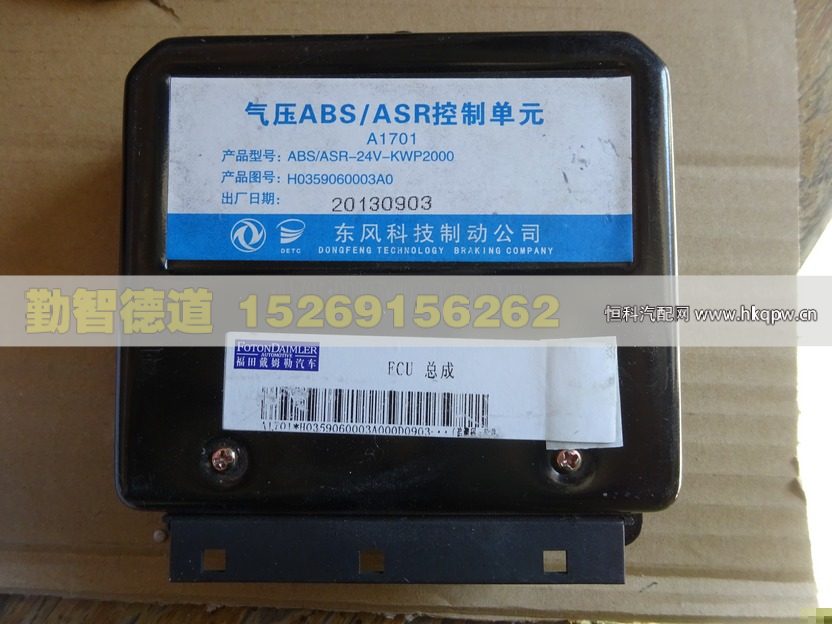 气压ABS/ASR控制单元
A1701
产品型号: ABS/ASR-24V-KWP2000
产品图号: H0359060003A0
出厂日期: 20130903
DETC
东风科技制动公司
DONGFENG TECHNOLOGY BRAKING COMPANY
勤智德道 15269156262
恒科汽配网 www.hkqpw.cn
FOTONDAIMLER
AUTOMOTIVE
福田戴姆勒汽车
ECU 总成
A1701*H0359060003A000D0903